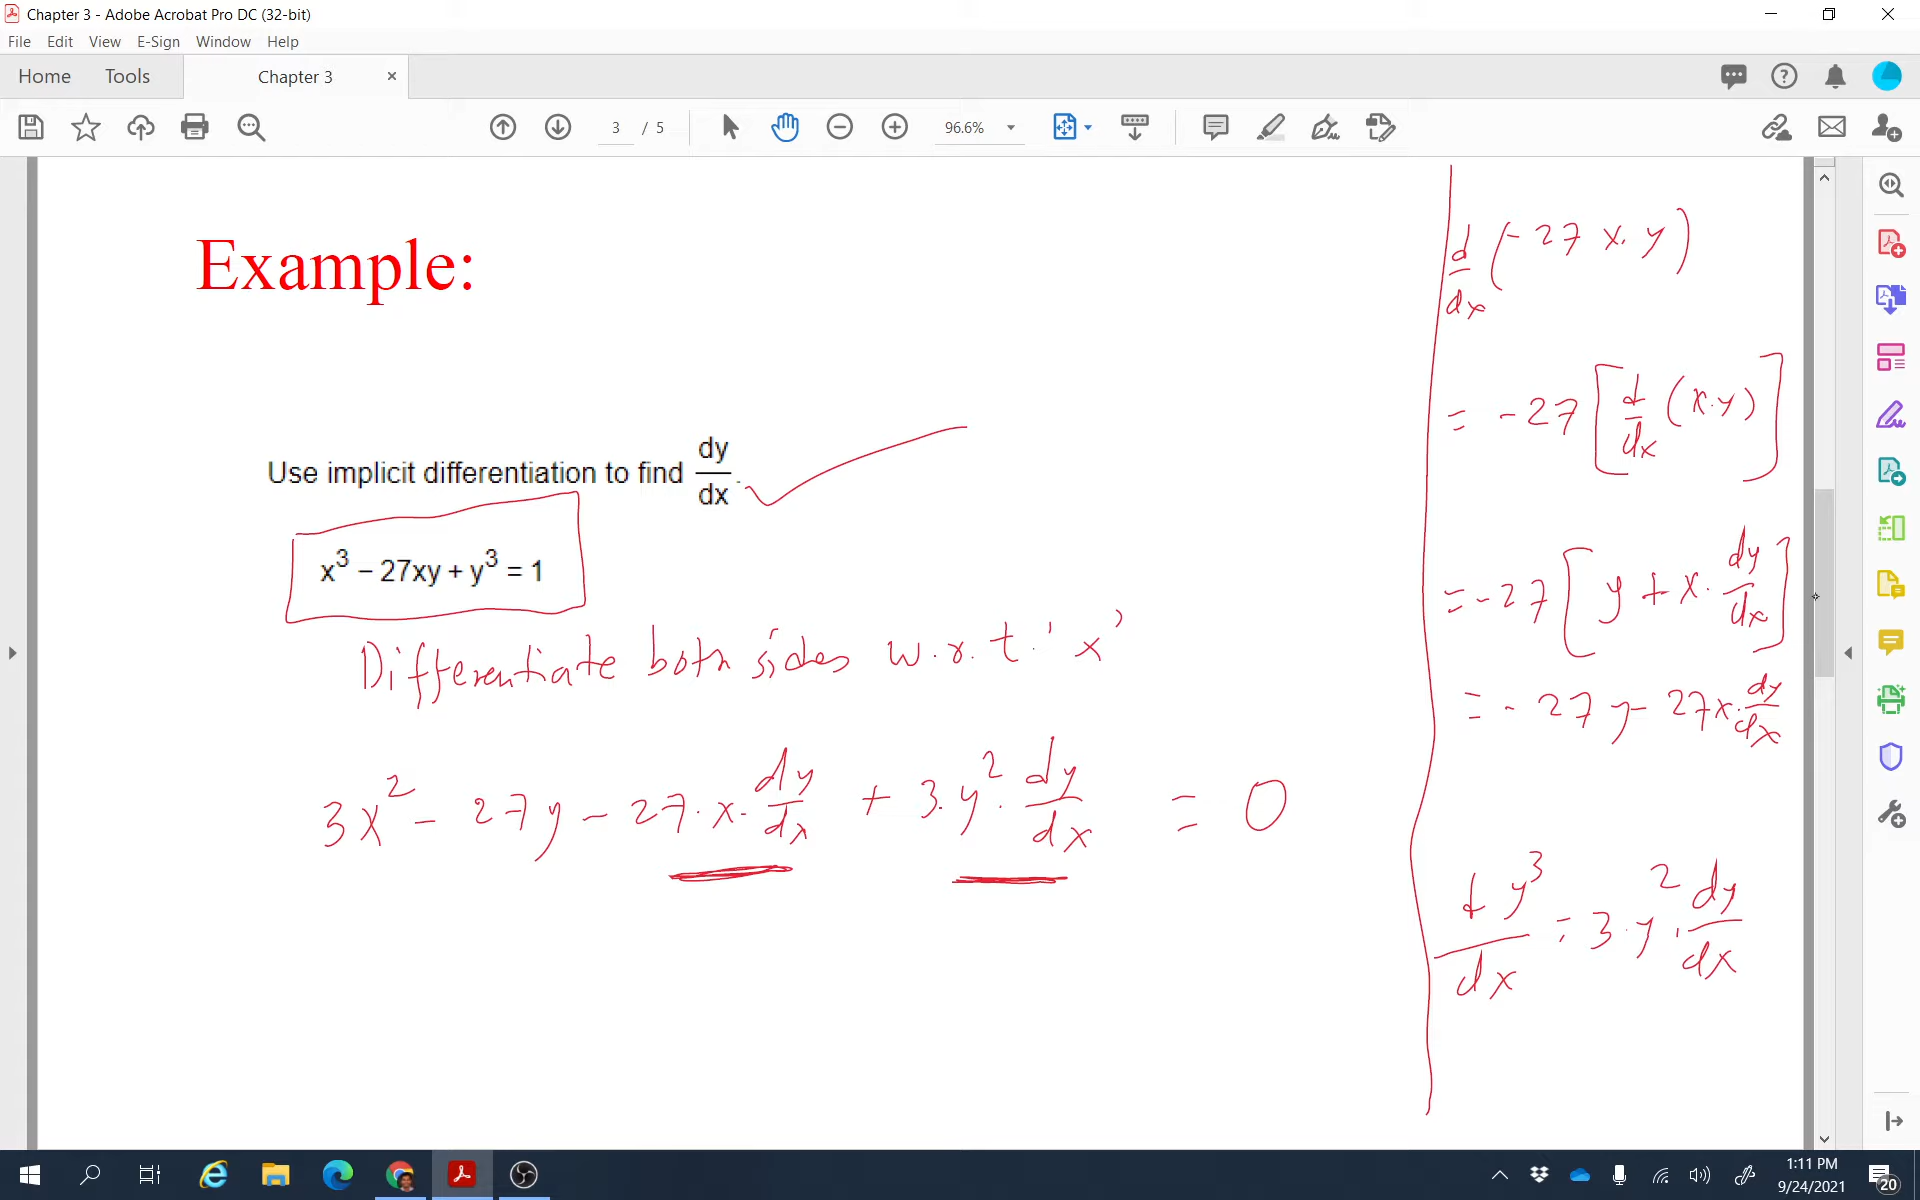 Chapter 3 - Adobe Acrobat Pro DC (32-bit)
File Edit View E-Sign Window Help
Home Tools Chapter 3 ×
3 / 5 96.6%
Example:
Use implicit differentiation to find dy/dx.
x³ − 27xy + y³ = 1
Differentiate both sides w.r.t. 'x'
3x² - 27y - 27·x·dy/dx + 3·y²·dy/dx = 0
d/dx (-27 x·y)
= -27 [d/dx (x·y)]
= -27 [y + x·dy/dx]
= -27y - 27x·dy/dx
dy³/dx = 3·y²·dy/dx
1:11 PM
9/24/2021
20